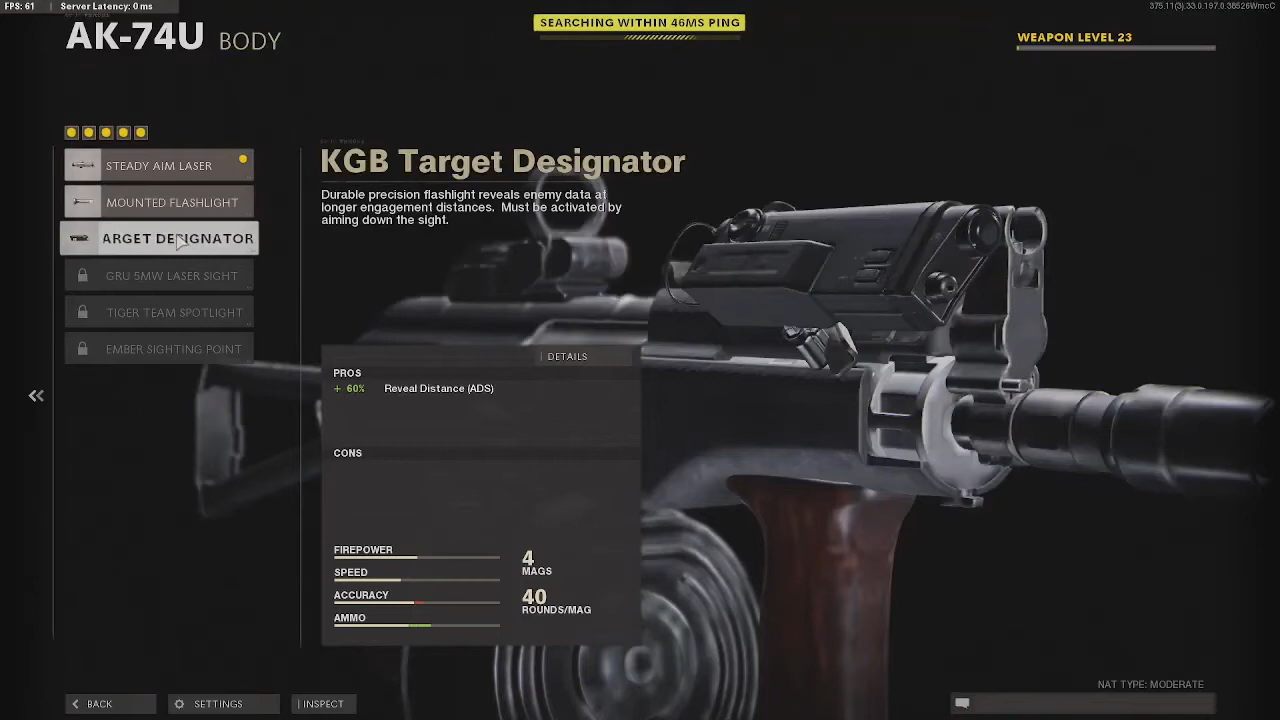 FPS: 61 | Server Latency: 0 ms
SEARCHING WITHIN 46MS PING
AK-74U BODY
WEAPON LEVEL 23
STEADY AIM LASER
MOUNTED FLASHLIGHT
ARGET DESIGNATOR
GRU 5MW LASER SIGHT
TIGER TEAM SPOTLIGHT
EMBER SIGHTING POINT
KGB Target Designator
Durable precision flashlight reveals enemy data at
longer engagement distances. Must be activated by
aiming down the sight.
DETAILS
PROS
+ 60% Reveal Distance (ADS)
CONS
FIREPOWER
SPEED
ACCURACY
AMMO
4
MAGS
40
ROUNDS/MAG
BACK
SETTINGS
INSPECT
NAT TYPE: MODERATE